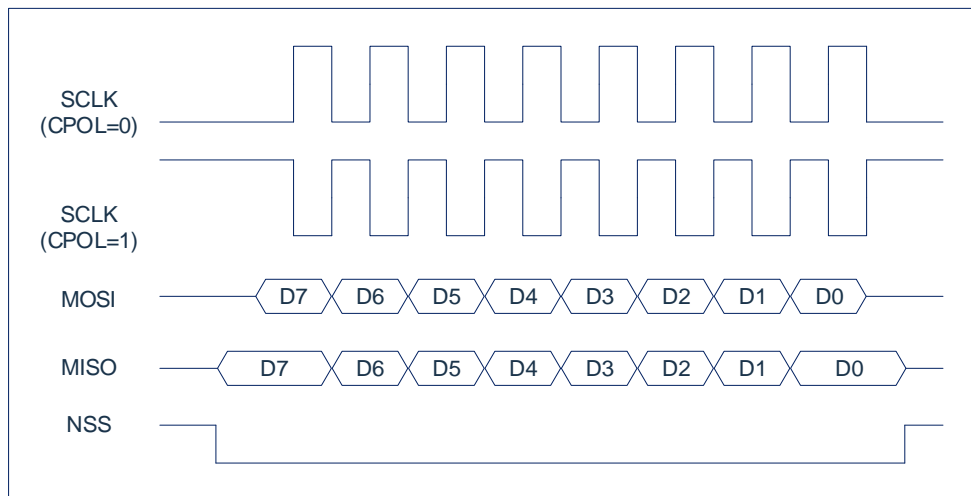 SCLK
(CPOL=0)
SCLK
(CPOL=1)
MOSI D7 D6 D5 D4 D3 D2 D1 D0
MISO D7 D6 D5 D4 D3 D2 D1 D0
NSS